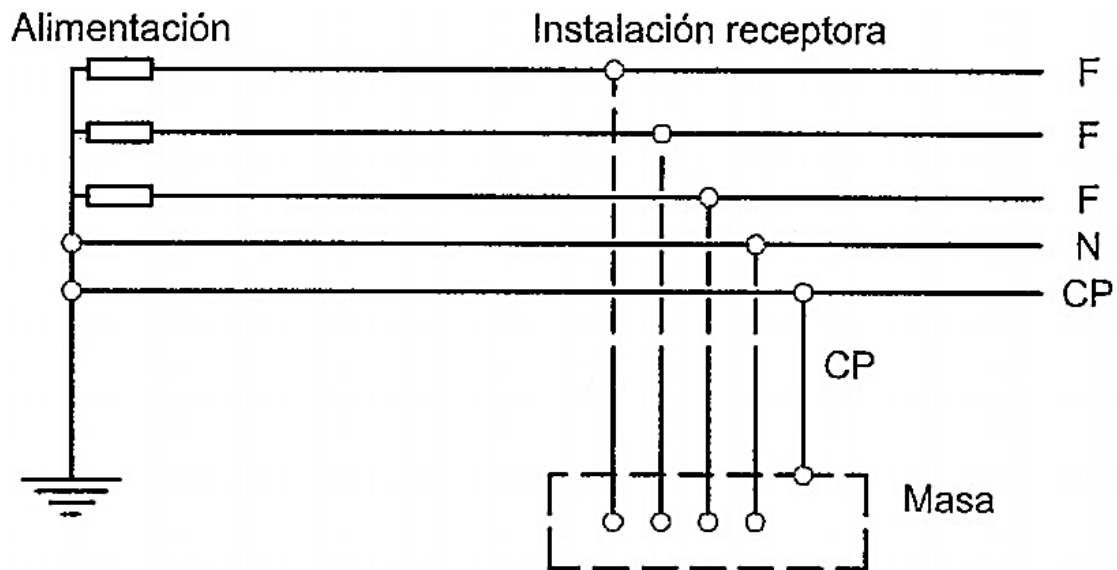 Alimentación
Instalación receptora
F
F
F
N
CP
CP
Masa